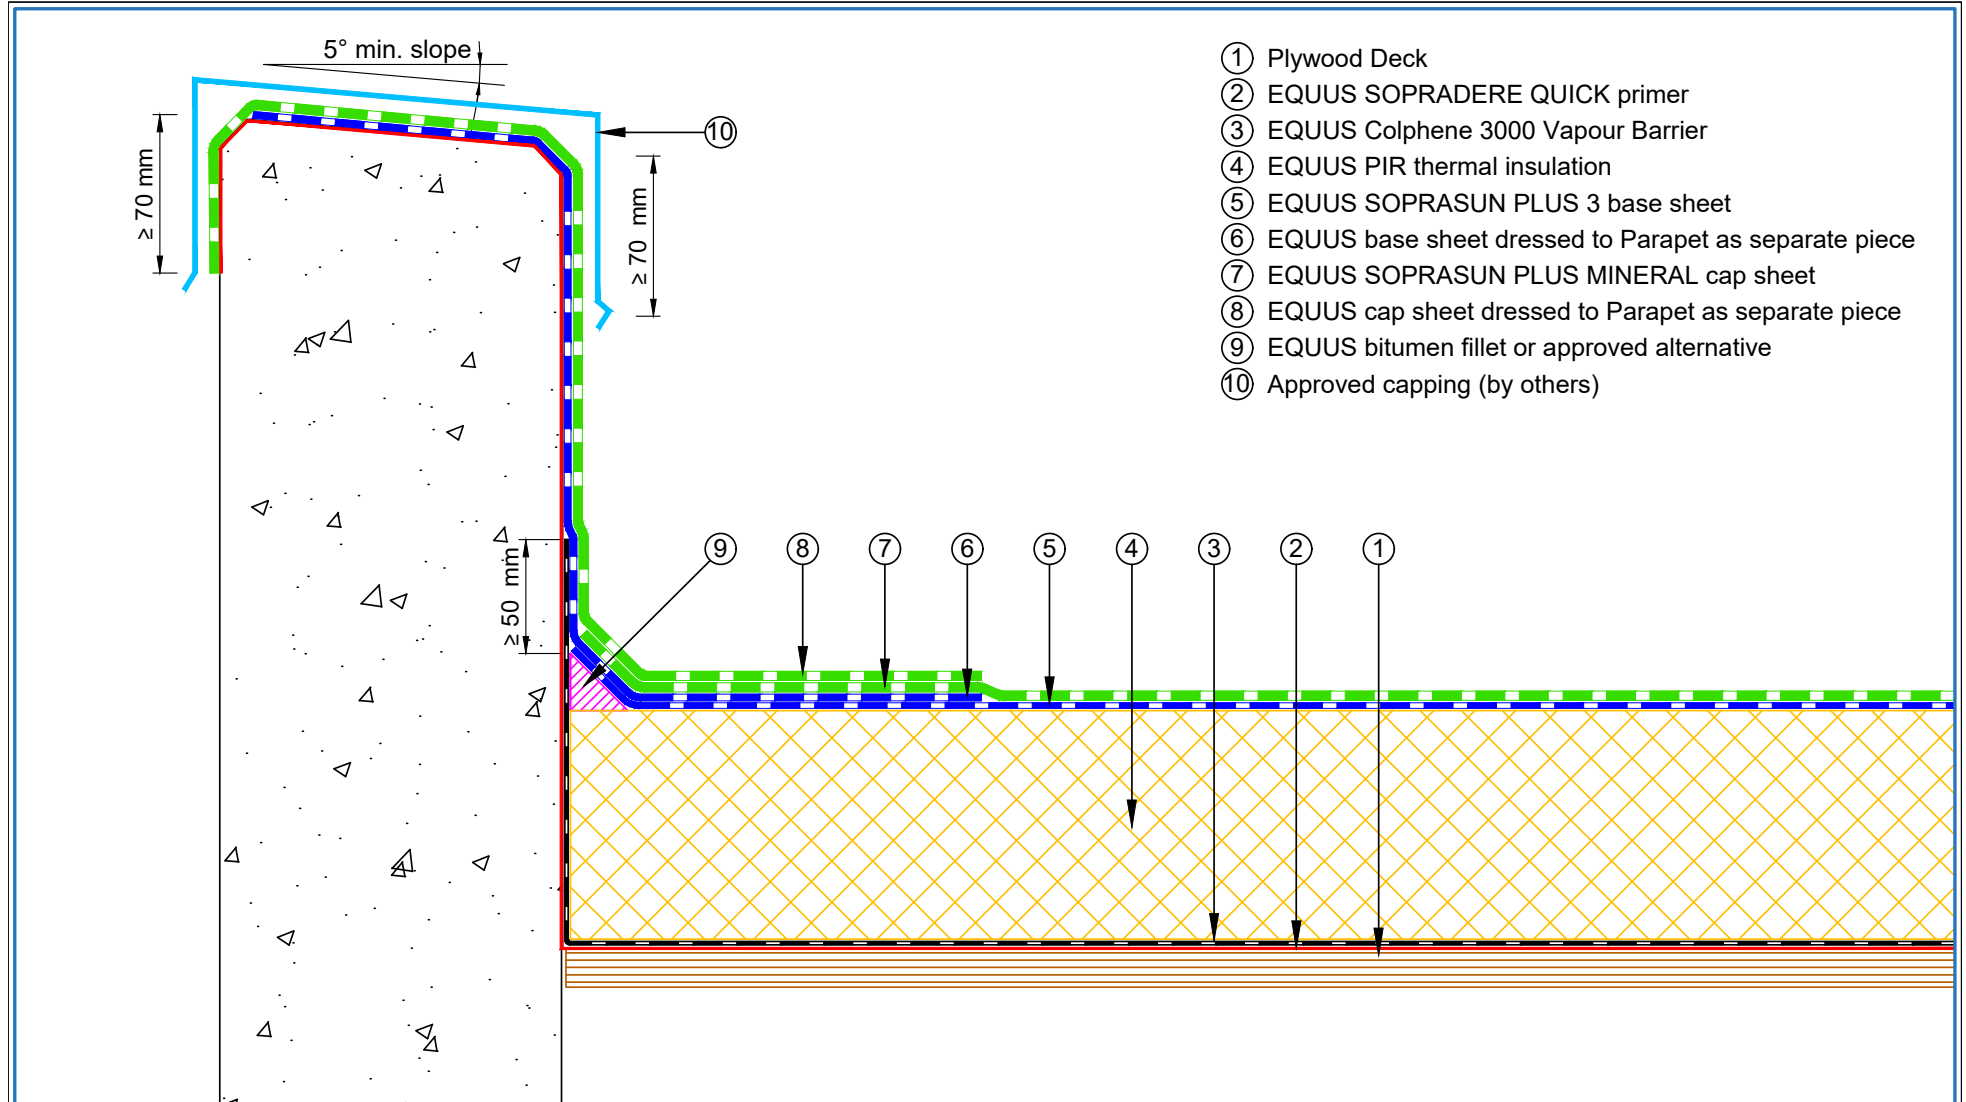 5° min. slope
① Plywood Deck
② EQUUS SOPRADERE QUICK primer
③ EQUUS Colphene 3000 Vapour Barrier
④ EQUUS PIR thermal insulation
⑤ EQUUS SOPRASUN PLUS 3 base sheet
⑥ EQUUS base sheet dressed to Parapet as separate piece
⑦ EQUUS SOPRASUN PLUS MINERAL cap sheet
⑧ EQUUS cap sheet dressed to Parapet as separate piece
⑨ EQUUS bitumen fillet or approved alternative
⑩ Approved capping (by others)
⑩
≥ 70 mm
≥ 70 mm
≥ 50 mm
⑨ ⑧ ⑦ ⑥ ⑤ ④ ③ ② ①